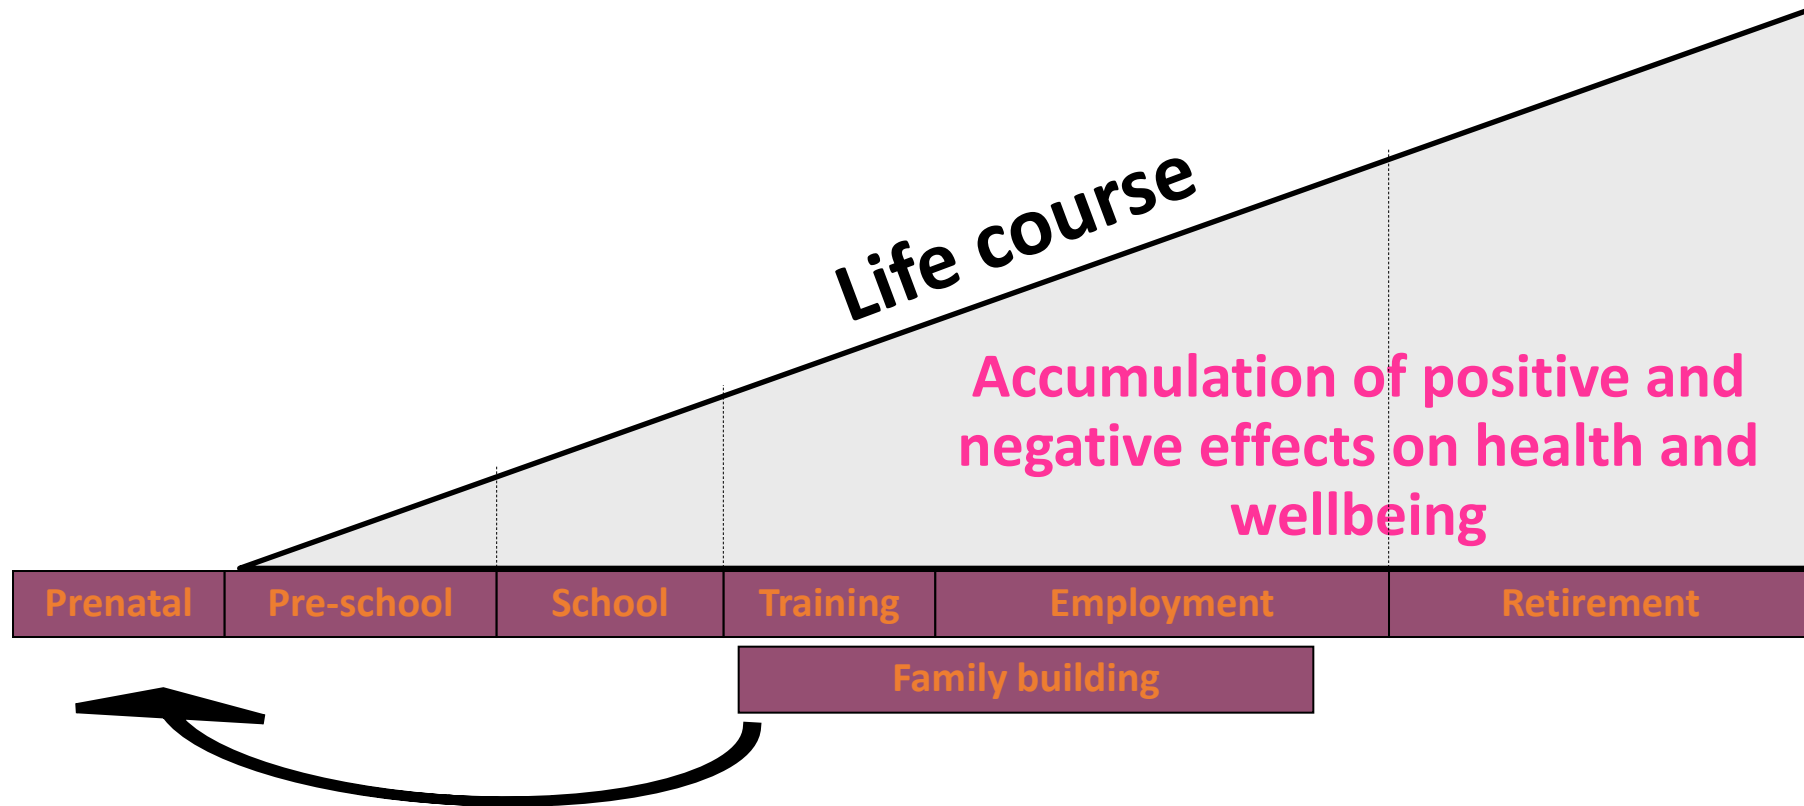 Life course
Accumulation of positive and
negative effects on health and
wellbeing
Prenatal
Pre-school
School
Training
Employment
Retirement
Family building